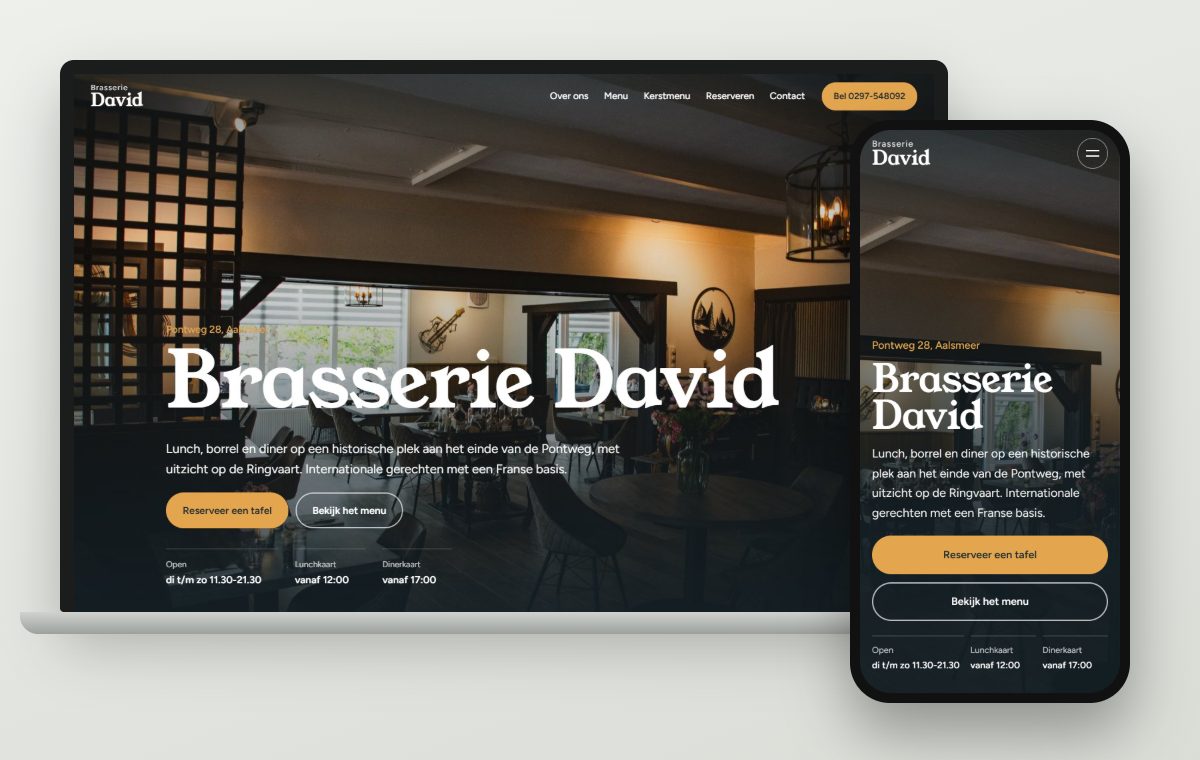 Brasserie
David
Over ons Menu Kerstmenu Reserveren Contact Bel 0297-548092
Pontweg 28, Aalsmeer
Brasserie David
Lunch, borrel en diner op een historische plek aan het einde van de Pontweg, met
uitzicht op de Ringvaart. Internationale gerechten met een Franse basis.
Reserveer een tafel Bekijk het menu
Open Lunchkaart Dinerkaart
di t/m zo 11.30-21.30 vanaf 12:00 vanaf 17:00
Brasserie
David
Pontweg 28, Aalsmeer
Brasserie
David
Lunch, borrel en diner op een historische
plek aan het einde van de Pontweg, met
uitzicht op de Ringvaart. Internationale
gerechten met een Franse basis.
Reserveer een tafel
Bekijk het menu
Open Lunchkaart Dinerkaart
di t/m zo 11.30-21.30 vanaf 12:00 vanaf 17:00